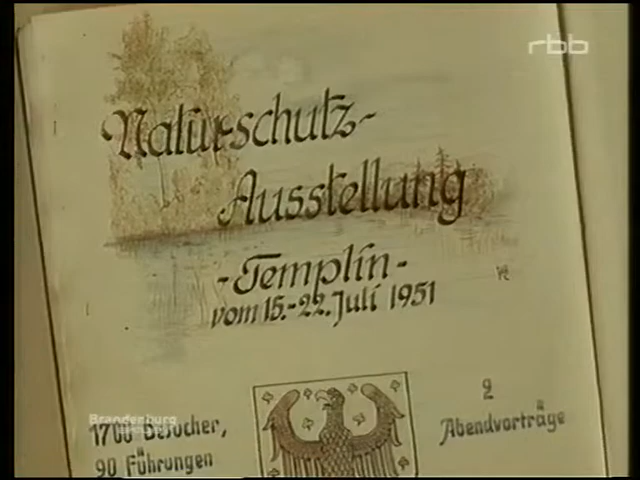 rbb
Naturschutz-
Ausstellung
-Templin-
vom 15.-22. Juli 1951
2
Abendvorträge
Brandenburg
1700 Besucher,
90 Führungen